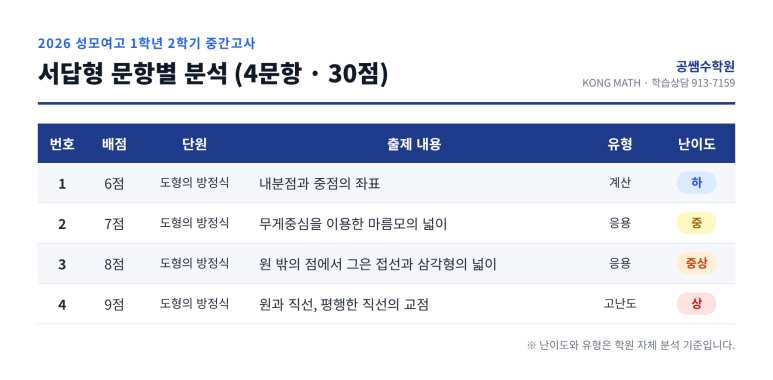 2026 성모여고 1학년 2학기 중간고사
서답형 문항별 분석 (4문항 · 30점)
공쌤수학원
KONG MATH · 학습상담 913-7159
번호 배점 단원 출제 내용 유형 난이도
1 6점 도형의 방정식 내분점과 중점의 좌표 계산 하
2 7점 도형의 방정식 무게중심을 이용한 마름모의 넓이 응용 중
3 8점 도형의 방정식 원 밖의 점에서 그은 접선과 삼각형의 넓이 응용 중상
4 9점 도형의 방정식 원과 직선, 평행한 직선의 교점 고난도 상
※ 난이도와 유형은 학원 자체 분석 기준입니다.